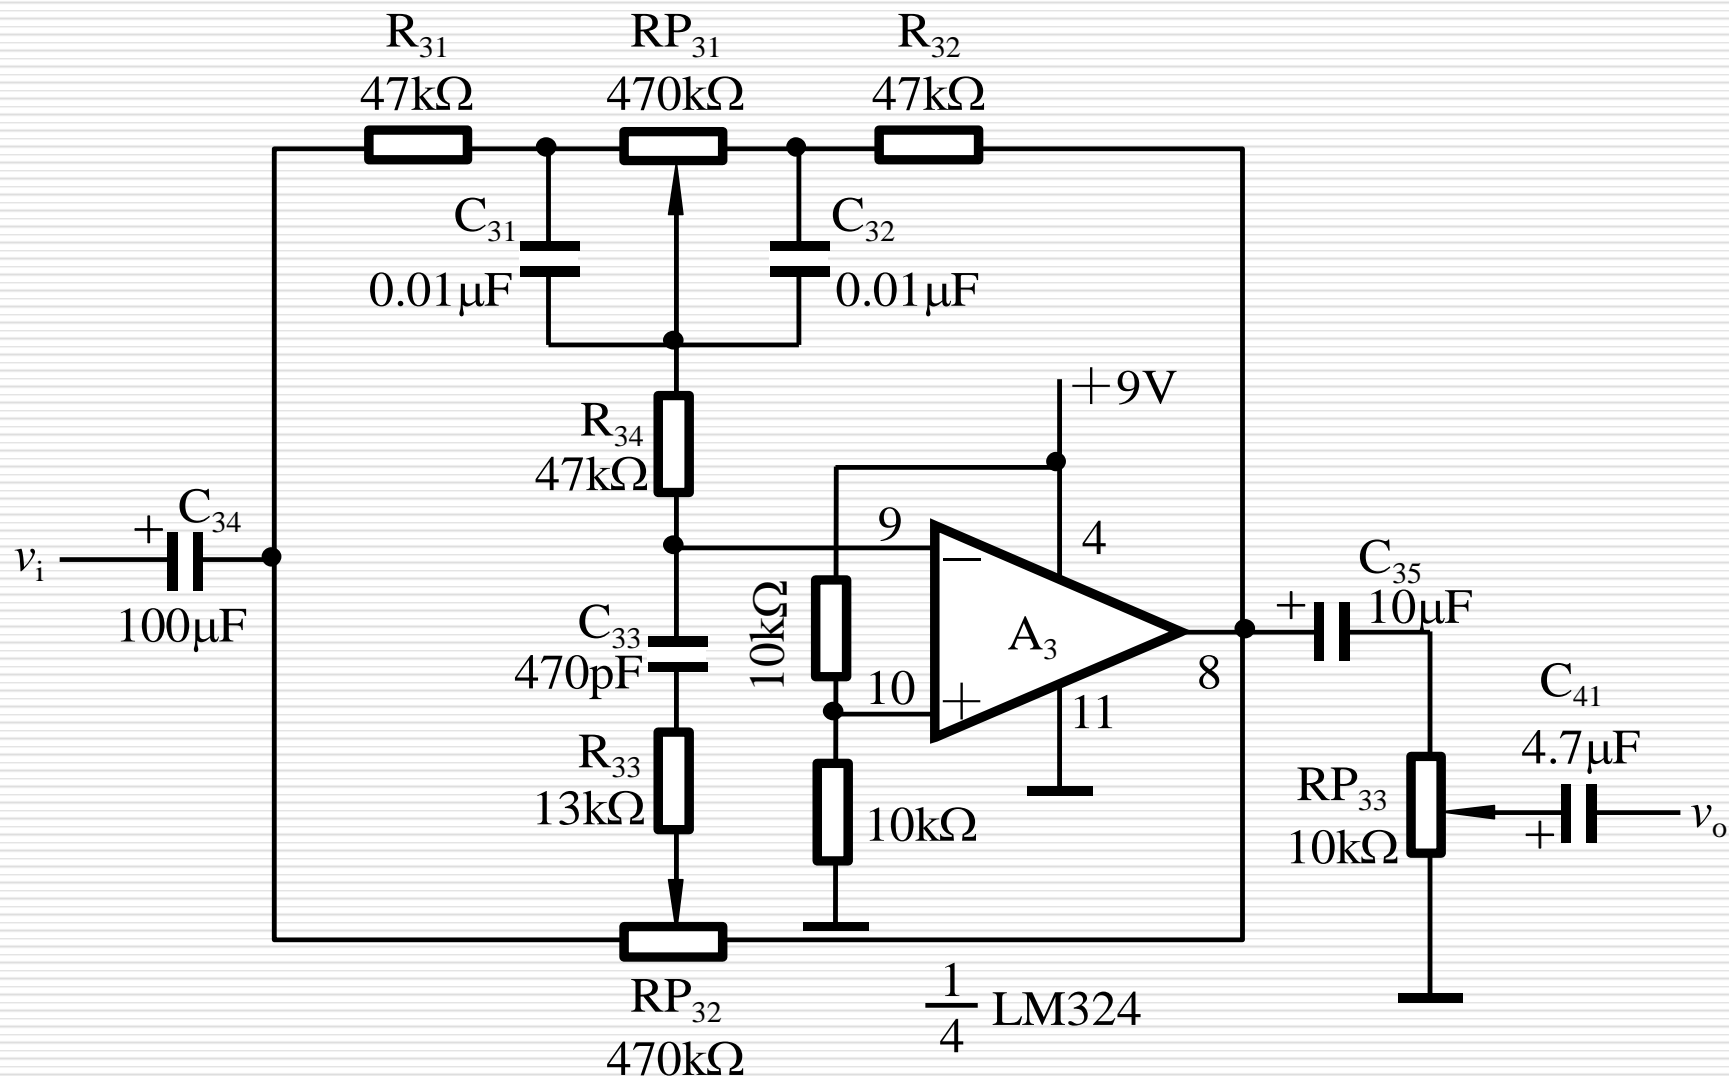 R31
47kΩ
RP31
470kΩ
R32
47kΩ
C31
0.01μF
C32
0.01μF
+9V
R34
47kΩ
vi
+
C34
100μF
9
4
−
10kΩ
C33
470pF
A3
8
10
+
11
C35
+
10μF
C41
4.7μF
R33
13kΩ
10kΩ
RP33
10kΩ
+
vo
RP32
470kΩ
1/4 LM324